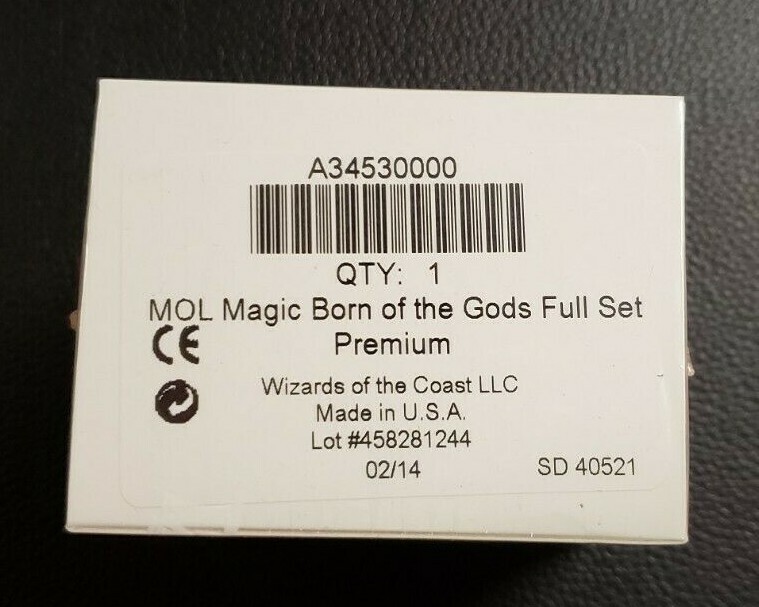 A34530000
QTY: 1
MOL Magic Born of the Gods Full Set
CE Premium
Wizards of the Coast LLC
Made in U.S.A.
Lot #458281244
02/14 SD 40521